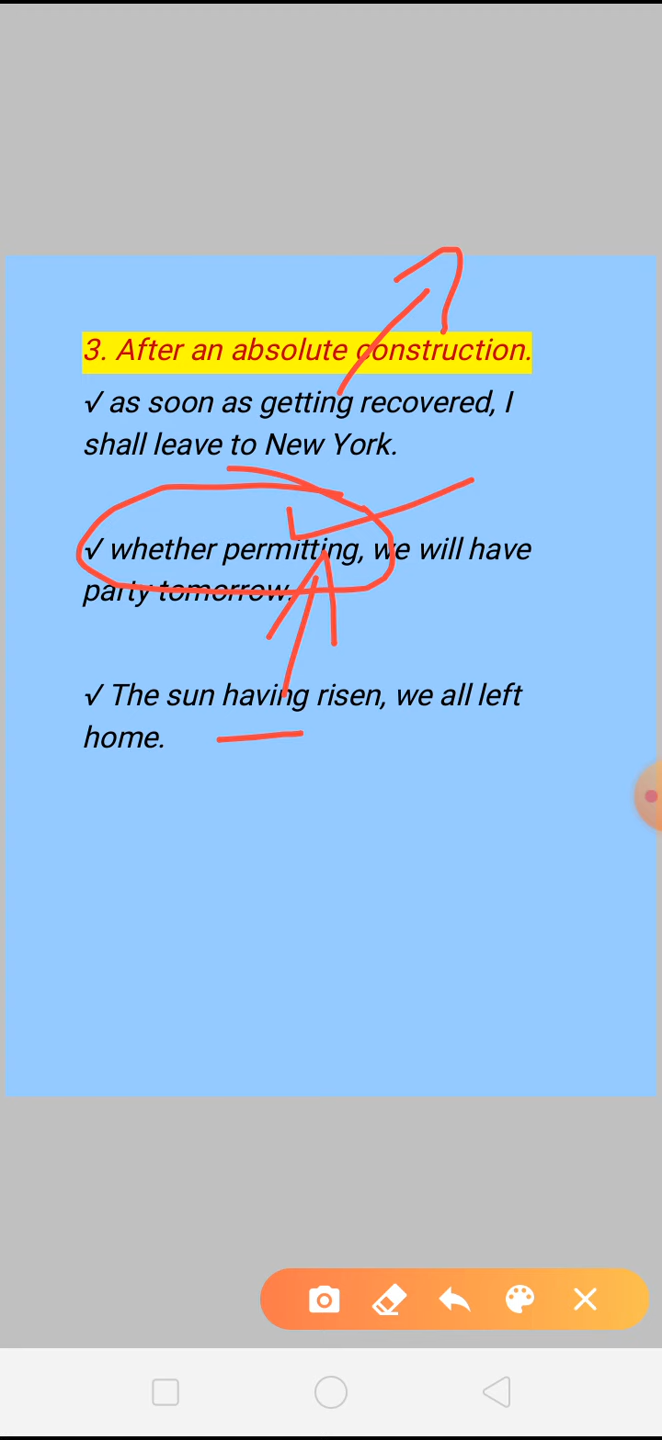 3. After an absolute construction.
√ as soon as getting recovered, I
shall leave to New York.
√ whether permitting, we will have
party tomorrow.
√ The sun having risen, we all left
home.